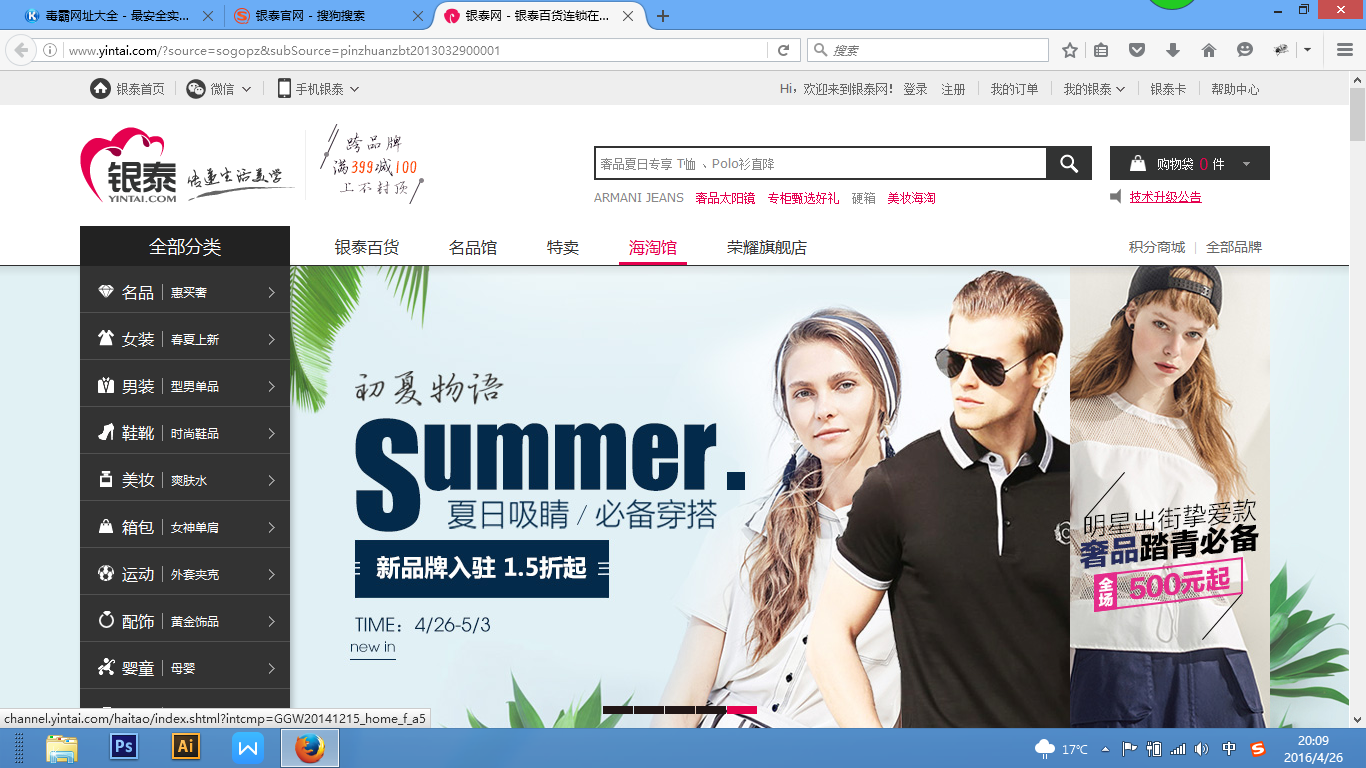 毒霸网址大全 - 最安全实...
银泰官网 - 搜狗搜索
银泰网 - 银泰百货连锁在...
www.yintai.com/?source=sogopz&subSource=pinzhuanzbt2013032900001
搜索
银泰首页
微信
手机银泰
Hi，欢迎来到银泰网！ 登录 注册
我的订单
我的银泰
银泰卡
帮助中心
银泰
YINTAI.COM
传递生活美学
跨品牌
满399减100
上不封顶
奢品夏日专享 T恤 、Polo衫直降
购物袋 0 件
ARMANI JEANS 奢品太阳镜 专柜甄选好礼 硬箱 美妆海淘
技术升级公告
全部分类
银泰百货
名品馆
特卖
海淘馆
荣耀旗舰店
积分商城
全部品牌
名品 惠买奢
女装 春夏上新
男装 型男单品
鞋靴 时尚鞋品
美妆 爽肤水
箱包 女神单肩
运动 外套夹克
配饰 黄金饰品
婴童 母婴
初夏物语
Summer.
夏日吸睛 / 必备穿搭
新品牌入驻 1.5折起
TIME：4/26-5/3
new in
明星出街挚爱款
奢品踏青必备
全场 500元起
channel.yintai.com/haitao/index.shtml?intcmp=GGW20141215_home_f_a5
Ps
Ai
17℃
中
20:09
2016/4/26